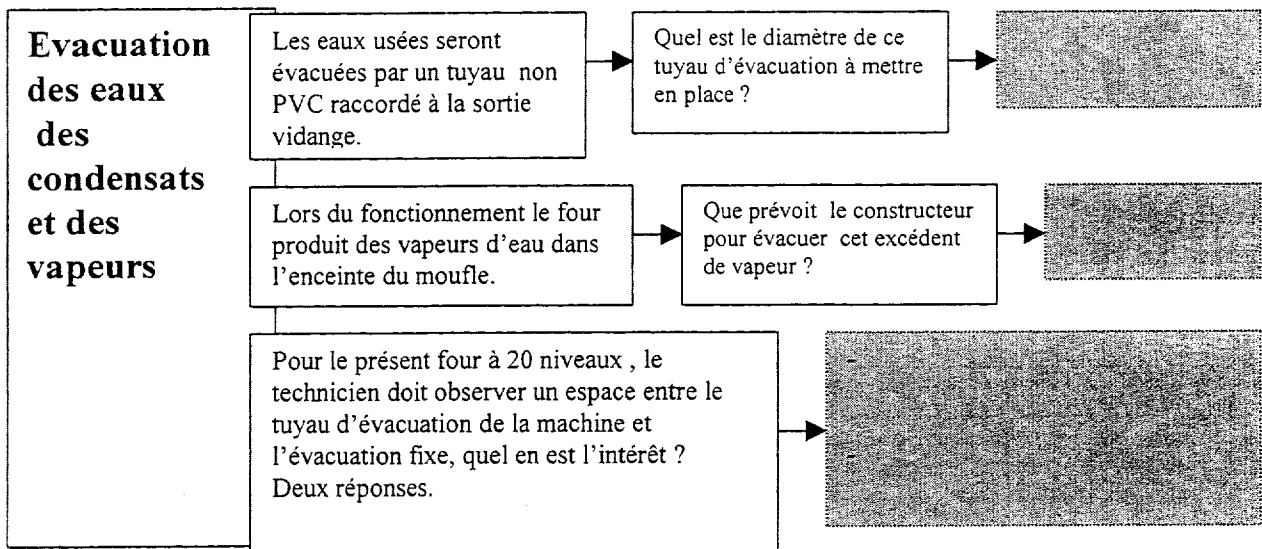 Evacuation
des eaux
des
condensats
et des
vapeurs
Les eaux usées seront
évacuées par un tuyau non
PVC raccordé à la sortie
vidange.
Quel est le diamètre de ce
tuyau d'évacuation à mettre
en place ?
Lors du fonctionnement le four
produit des vapeurs d'eau dans
l'enceinte du moufle.
Que prévoit le constructeur
pour évacuer cet excédent
de vapeur ?
Pour le présent four à 20 niveaux , le
technicien doit observer un espace entre le
tuyau d'évacuation de la machine et
l'évacuation fixe, quel en est l'intérêt ?
Deux réponses.
-
-